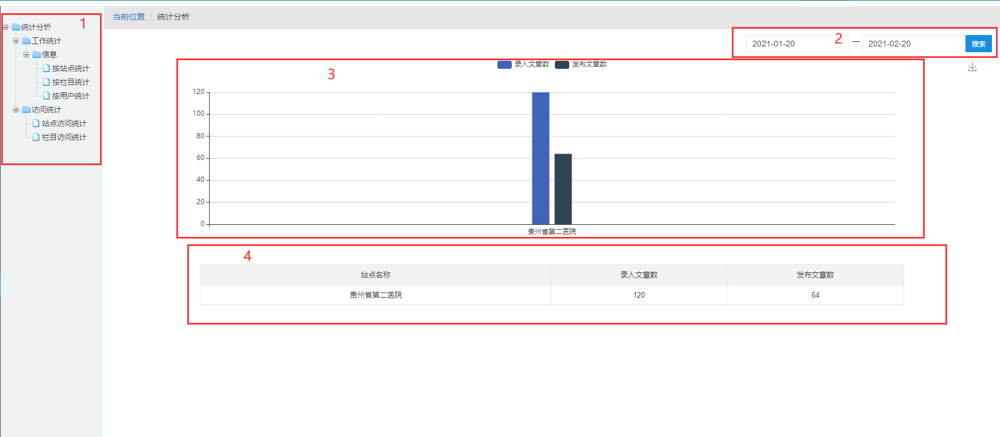 1
统计分析
工作统计
信息
按站点统计
按栏目统计
按用户统计
访问统计
站点访问统计
栏目访问统计
当前位置 / 统计分析
2021-01-20 2 — 2021-02-20 搜索
3
录入文章数 发布文章数
120
100
80
60
40
20
0
贵州省第二医院
4
站点名称 录入文章数 发布文章数
贵州省第二医院 120 64